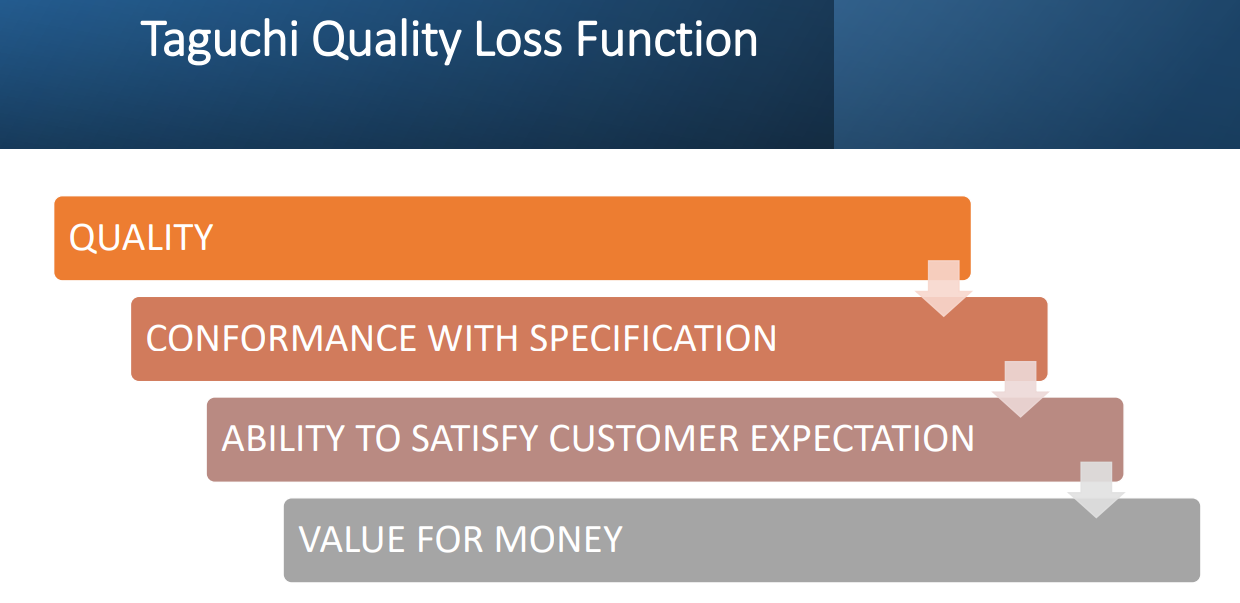 Taguchi Quality Loss Function
QUALITY
CONFORMANCE WITH SPECIFICATION
ABILITY TO SATISFY CUSTOMER EXPECTATION
VALUE FOR MONEY